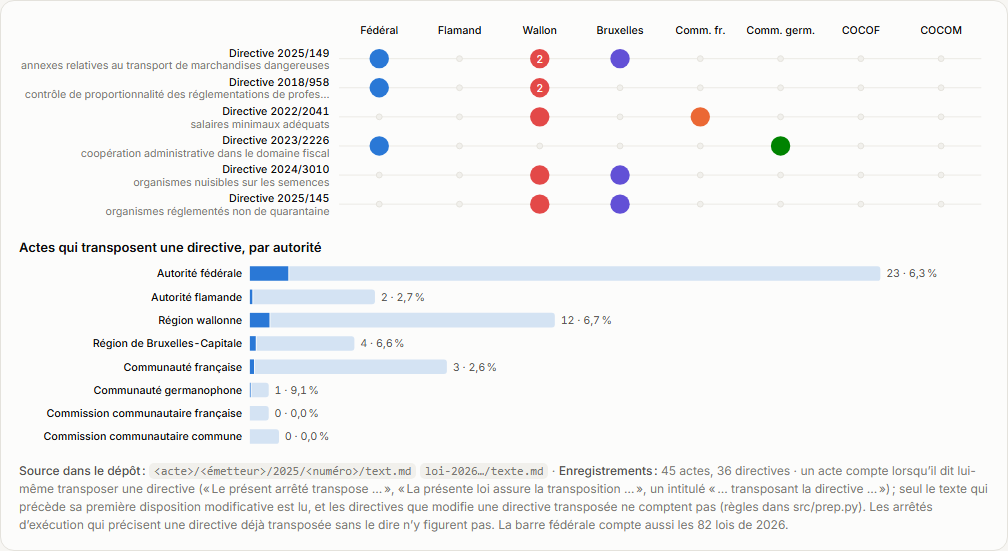 Fédéral Flamand Wallon Bruxelles Comm. fr. Comm. germ. COCOF COCOM
Directive 2025/149
annexes relatives au transport de marchandises dangereuses
2
Directive 2018/958
contrôle de proportionnalité des réglementations de profes…
2
Directive 2022/2041
salaires minimaux adéquats
Directive 2023/2226
coopération administrative dans le domaine fiscal
Directive 2024/3010
organismes nuisibles sur les semences
Directive 2025/145
organismes réglementés non de quarantaine
Actes qui transposent une directive, par autorité
Autorité fédérale 23 · 6,3 %
Autorité flamande 2 · 2,7 %
Région wallonne 12 · 6,7 %
Région de Bruxelles-Capitale 4 · 6,6 %
Communauté française 3 · 2,6 %
Communauté germanophone 1 · 9,1 %
Commission communautaire française 0 · 0,0 %
Commission communautaire commune 0 · 0,0 %
Source dans le dépôt : <acte>/<émetteur>/2025/<numéro>/text.md loi-2026…/texte.md · Enregistrements : 45 actes, 36 directives · un acte compte lorsqu’il dit lui-
même transposer une directive (« Le présent arrêté transpose … », « La présente loi assure la transposition … », un intitulé « … transposant la directive … ») ; seul le texte qui
précède sa première disposition modificative est lu, et les directives que modifie une directive transposée ne comptent pas (règles dans src/prep.py). Les arrêtés
d’exécution qui précisent une directive déjà transposée sans le dire n’y figurent pas. La barre fédérale compte aussi les 82 lois de 2026.